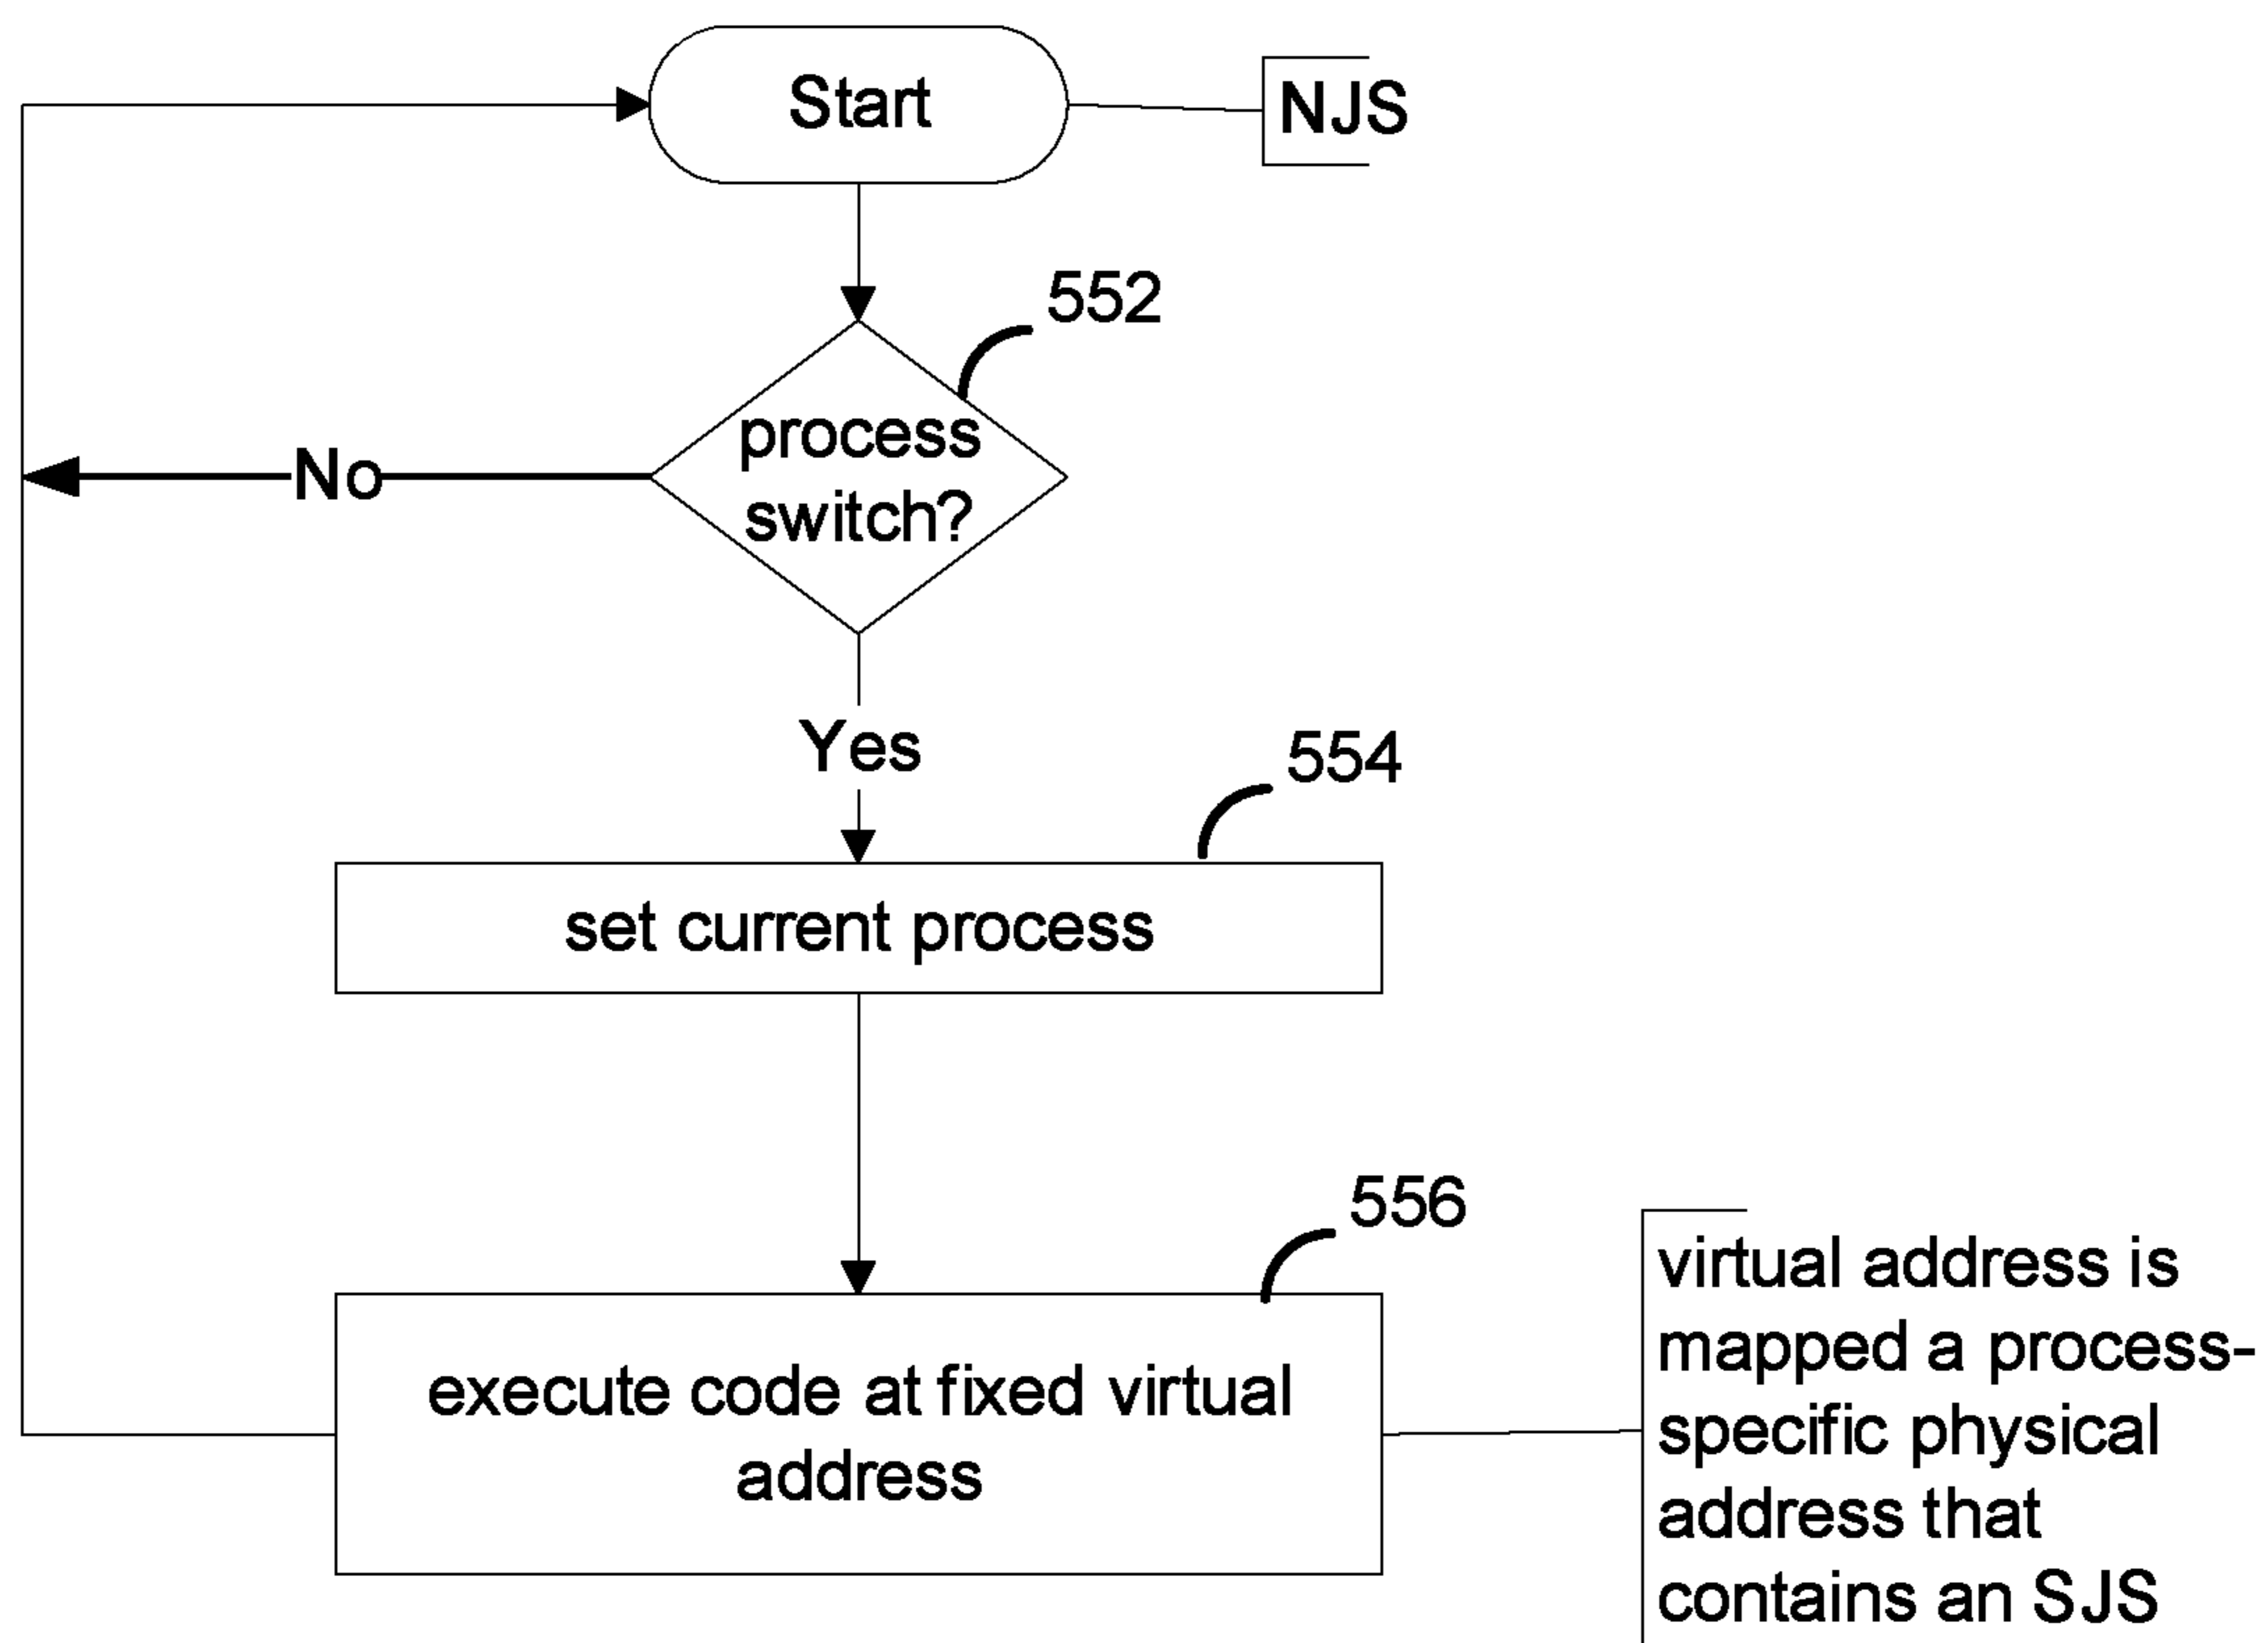 Start
NJS
552
process
switch?
No
Yes
554
set current process
556
execute code at fixed virtual
address
virtual address is
mapped a process-
specific physical
address that
contains an SJS